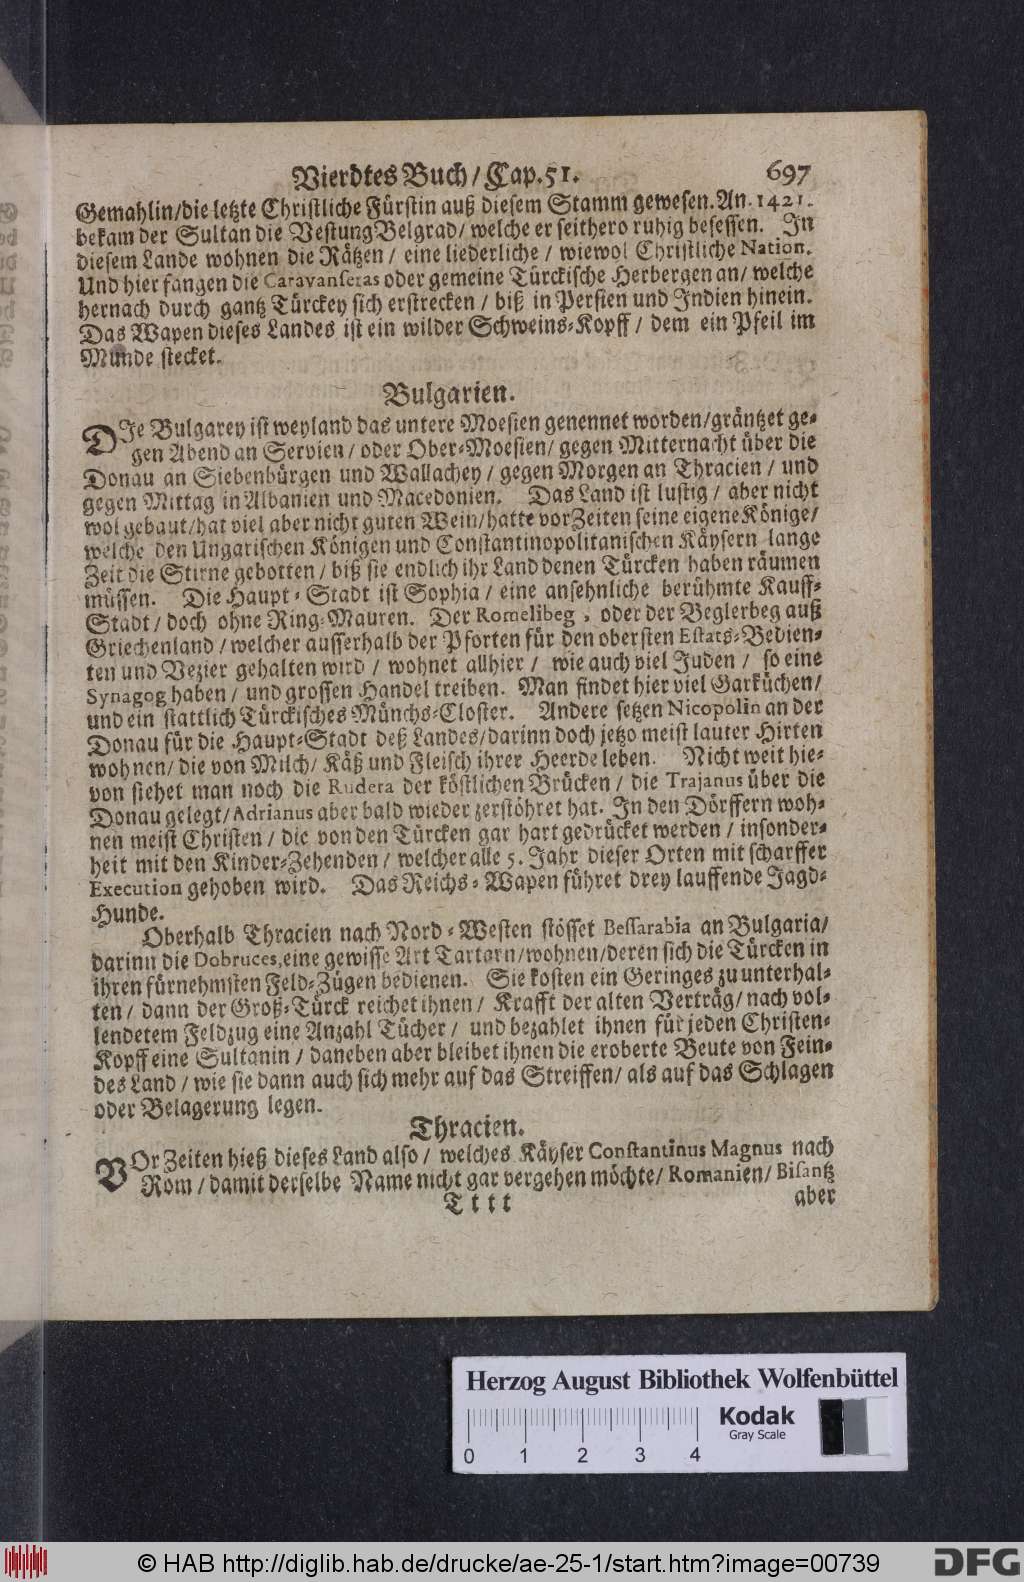 Vierdtes Buch / Cap. 51. 697
Gemahlin/die letzte Christliche Fürstin auß diesem Stamm gewesen. An. 1421.
bekam der Sultan die Vestung Belgrad/ welche er seithero ruhig besessen. In
diesem Lande wohnen die Rätzen / eine liederliche / wiewol Christliche Nation.
Und hier fangen die Caravanseras oder gemeine Türckische Herbergen an/ welche
hernach durch gantz Türckey sich erstrecken / biß in Persien und Indien hinein.
Das Wapen dieses Landes ist ein wilder Schweins-Kopff / dem ein Pfeil im
Munde stecket.
Bulgarien.
DIe Bulgarey ist weyland das untere Moesien genennet worden/gräntzet ge-
gen Abend an Servien / oder Ober-Moesien/ gegen Mitternacht über die
Donau an Siebenbürgen und Wallachey / gegen Morgen an Thracien / und
gegen Mittag in Albanien und Macedonien. Das Land ist lustig / aber nicht
wol gebaut/hat viel aber nicht guten Wein/hatte vor Zeiten seine eigene Könige/
welche den Ungarischen Königen und Constantinopolitanischen Käysern lange
Zeit die Stirne gebotten / biß sie endlich ihr Land denen Türcken haben räumen
müssen. Die Haupt-Stadt ist Sophia / eine ansehnliche berühmte Kauff-
Stadt / doch ohne Ring-Mauren. Der Romelibeg, oder der Beglerbeg auß
Griechenland / welcher ausserhalb der Pforten für den obersten Estats-Bedien-
ten und Vezier gehalten wird / wohnet allhier / wie auch viel Juden / so eine
Synagog haben / und grossen Handel treiben. Man findet hier viel Garküchen/
und ein stattlich Türckisches Münchs-Closter. Andere setzen Nicopolin an der
Donau für die Haupt-Stadt deß Landes/darinn doch jetzo meist lauter Hirten
wohnen/ die von Milch/ Käß und Fleisch ihrer Heerde leben. Nicht weit hie-
von siehet man noch die Rudera der köstlichen Brücken / die Trajanus über die
Donau gelegt/Adrianus aber bald wieder zerstöhret hat. In den Dörffern woh-
nen meist Christen / die von den Türcken gar hart gedrücket werden / insonder-
heit mit den Kinder-Zehenden / welcher alle 5. Jahr dieser Orten mit scharffer
Execution gehoben wird. Das Reichs-Wapen führet drey lauffende Jagd-
Hunde.
Oberhalb Thracien nach Nord-Westen stösset Bessarabia an Bulgaria/
darinn die Dobruces, eine gewisse Art Tartarn/wohnen/deren sich die Türcken in
ihren fürnehmsten Feld-Zügen bedienen. Sie kosten ein Geringes zu unterhal-
ten / dann der Groß-Türck reichet ihnen / Krafft der alten Verträg/ nach vol-
lendetem Feldzug eine Anzahl Tücher / und bezahlet ihnen für jeden Christen-
Kopff eine Sultanin / daneben aber bleibet ihnen die eroberte Beute von Fein-
des Land / wie sie dann auch sich mehr auf das Streiffen/ als auf das Schlagen
oder Belagerung legen.
Thracien.
VOr Zeiten hieß dieses Land also / welches Käyser Constantinus Magnus nach
Rom / damit derselbe Name nicht gar vergehen möchte/ Romanien/ Bisantz
Tttt aber
Herzog August Bibliothek Wolfenbüttel
Kodak
Gray Scale
0 1 2 3 4
© HAB http://diglib.hab.de/drucke/ae-25-1/start.htm?image=00739
DFG